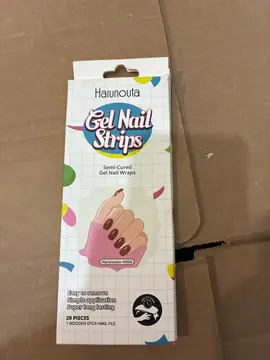 Harunouta
Gel Nail
Strips
Semi-Cured
Gel Nail Wraps
Easy to remove
Simple application
Super long lasting
20 PIECES
1 WOODEN STICK+NAIL FILE